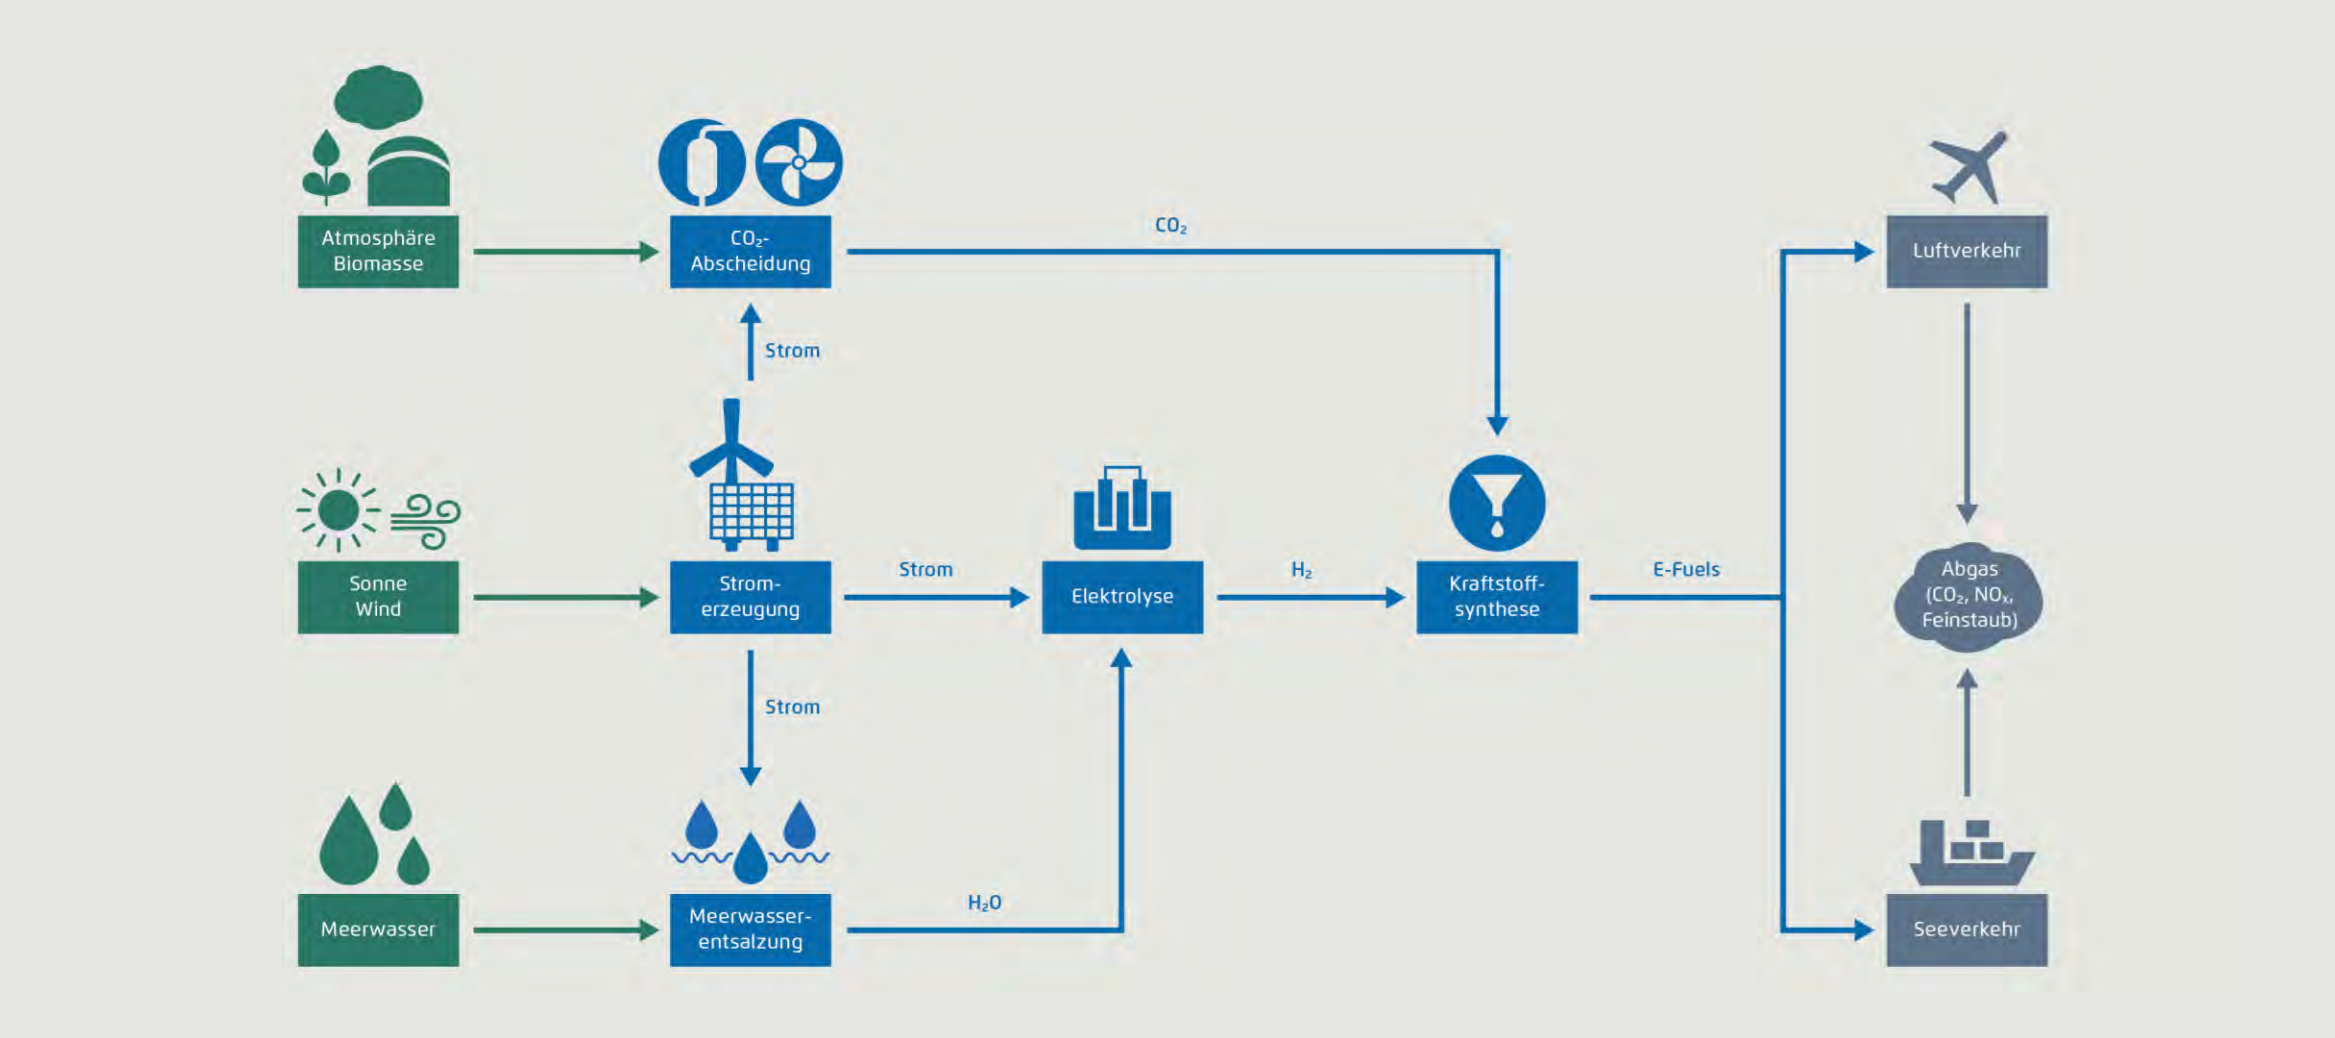 Atmosphäre
Biomasse
CO₂-
Abscheidung
CO₂
Luftverkehr
Strom
Sonne
Wind
Strom-
erzeugung
Strom
Elektrolyse
H₂
Kraftstoff-
synthese
E-Fuels
Abgas
(CO₂, NOₓ,
Feinstaub)
Strom
Meerwasser
Meerwasser-
entsalzung
H₂O
Seeverkehr